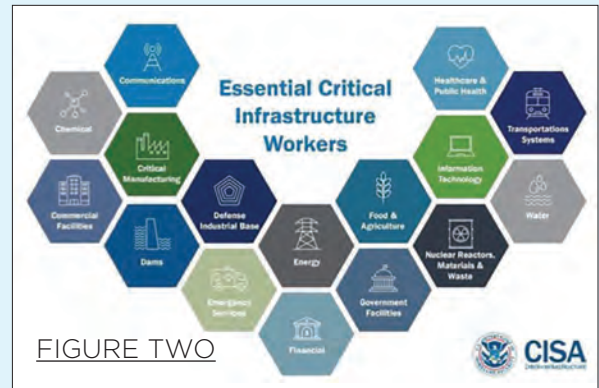 Essential Critical
Infrastructure
Workers
Communications
Healthcare &
Public Health
Chemical
Transportations
Systems
Critical
Manufacturing
Information
Technology
Commercial
Facilities
Defense
Industrial Base
Food &
Agriculture
Water
Dams
Energy
Nuclear Reactors,
Materials &
Waste
Emergency
Services
Government
Facilities
Financial
FIGURE TWO
CISA